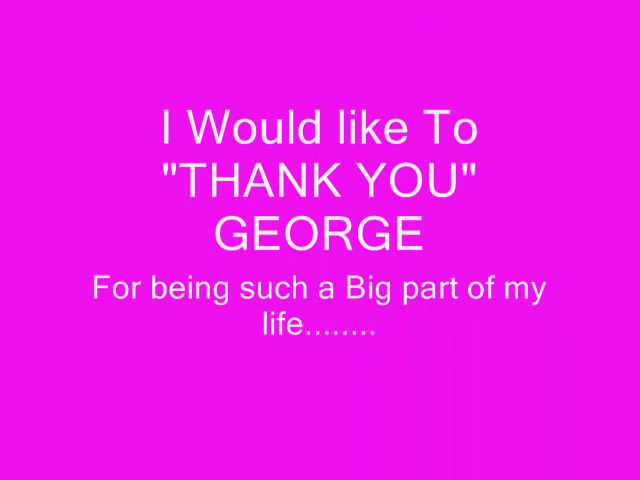 I Would like To
"THANK YOU"
GEORGE
For being such a Big part of my
life........